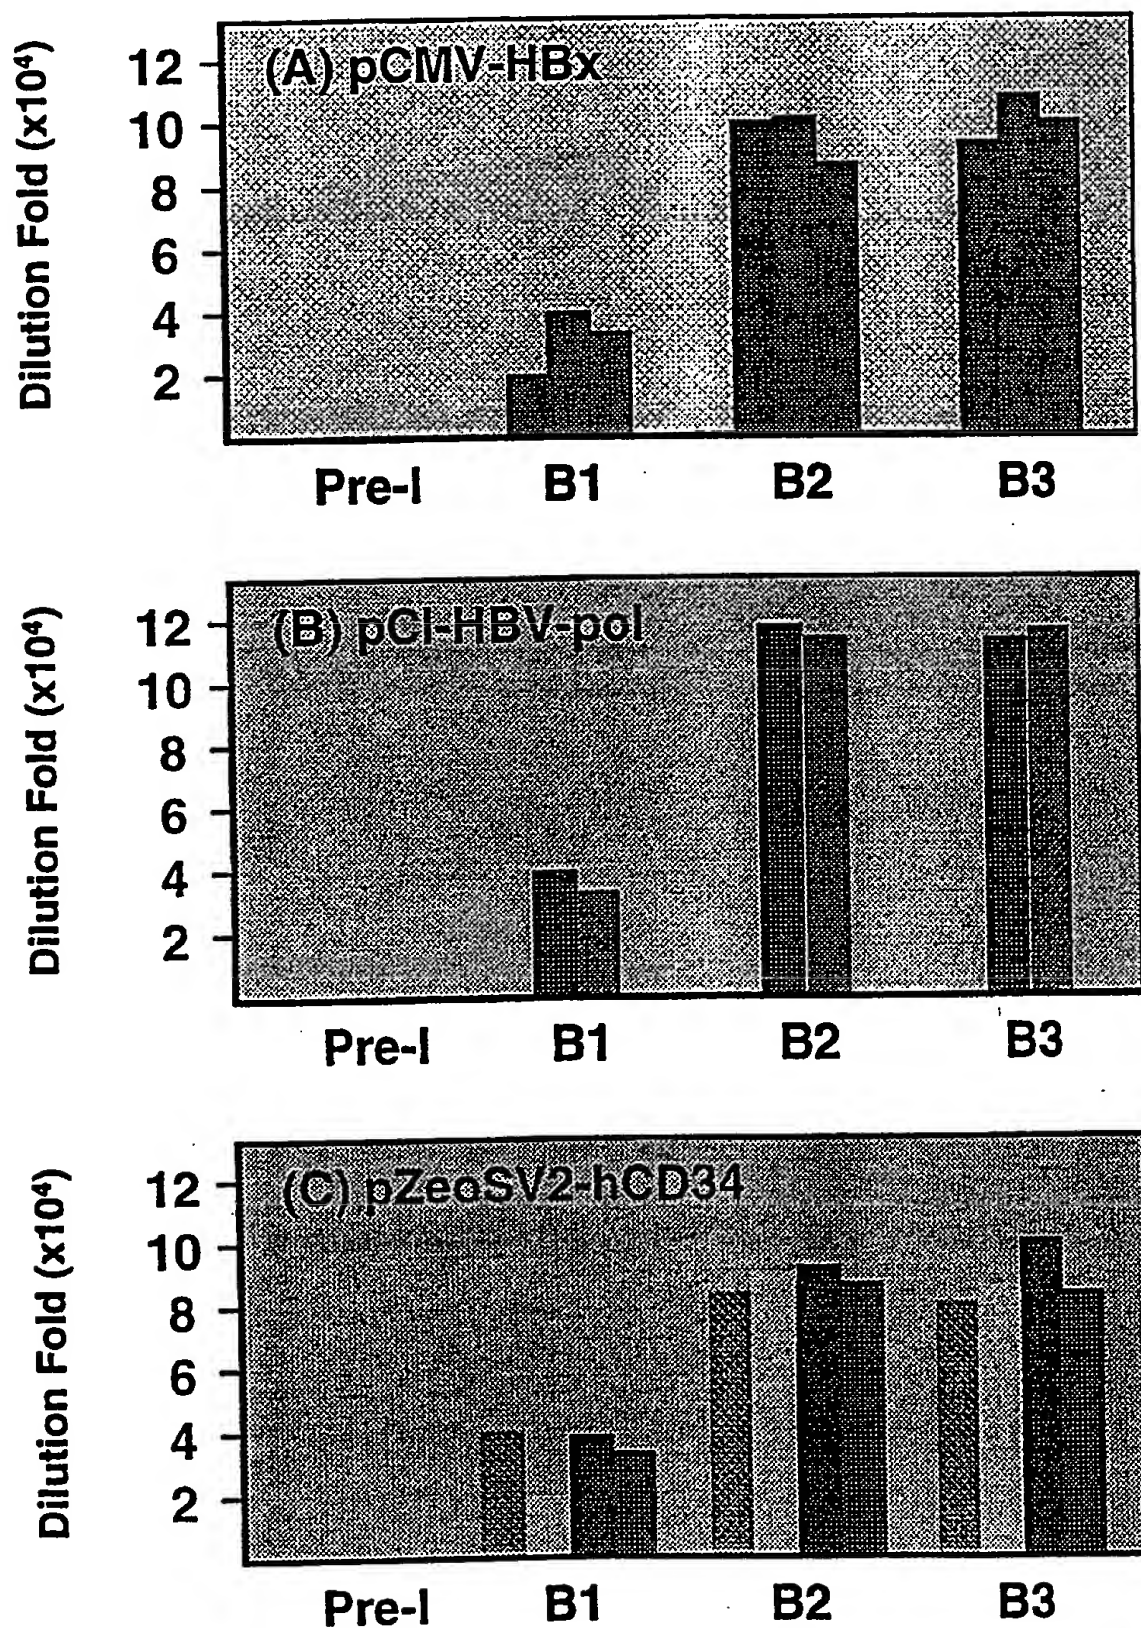 (A) pCMV-HBx
Dilution Fold (x10⁴)
12
10
8
6
4
2
Pre-I B1 B2 B3
(B) pCI-HBV-pol
Dilution Fold (x10⁴)
12
10
8
6
4
2
Pre-I B1 B2 B3
(C) pZeoSV2-hCD34
Dilution Fold (x10⁴)
12
10
8
6
4
2
Pre-I B1 B2 B3